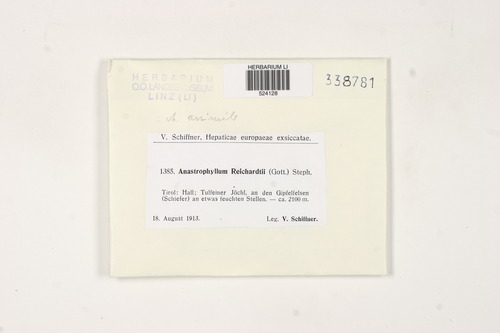 HERBARIUM LI
524128
HERBARIUM
O.Ö. LANDESMUSEUM
LINZ (LI)
338781
V. Schiffner, Hepaticae europaeae exsiccatae.
1385. Anastrophyllum Reichardtii (Gott.) Steph.
Tirol: Hall: Tulfeiner Jöchl, an den Gipfelfelsen
(Schiefer) an etwas feuchten Stellen. — ca. 2100 m.
18. August 1913. Leg. V. Schiffner.